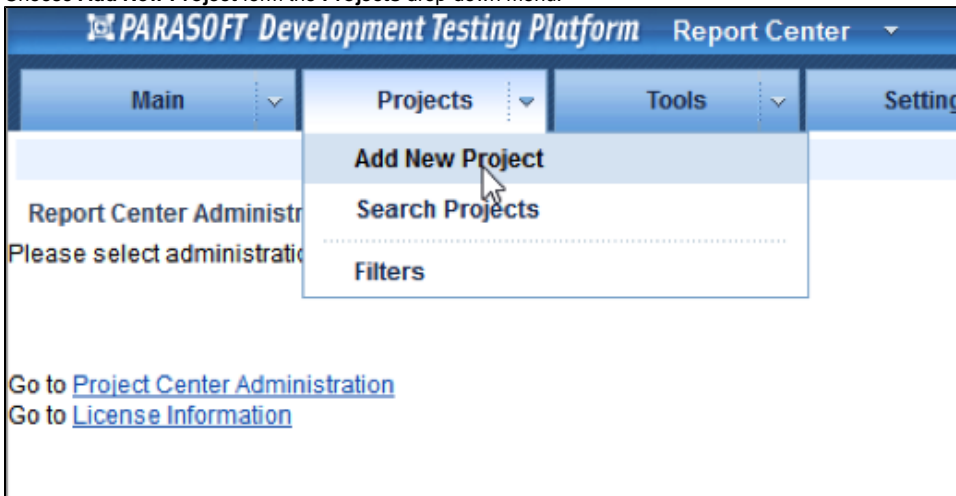 Choose Add New Project form the Projects drop-down menu.
PARASOFT Development Testing Platform Report Center
Main Projects Tools Setting
Add New Project
Search Projects
Filters
Report Center Administr
Please select administratio
Go to Project Center Administration
Go to License Information